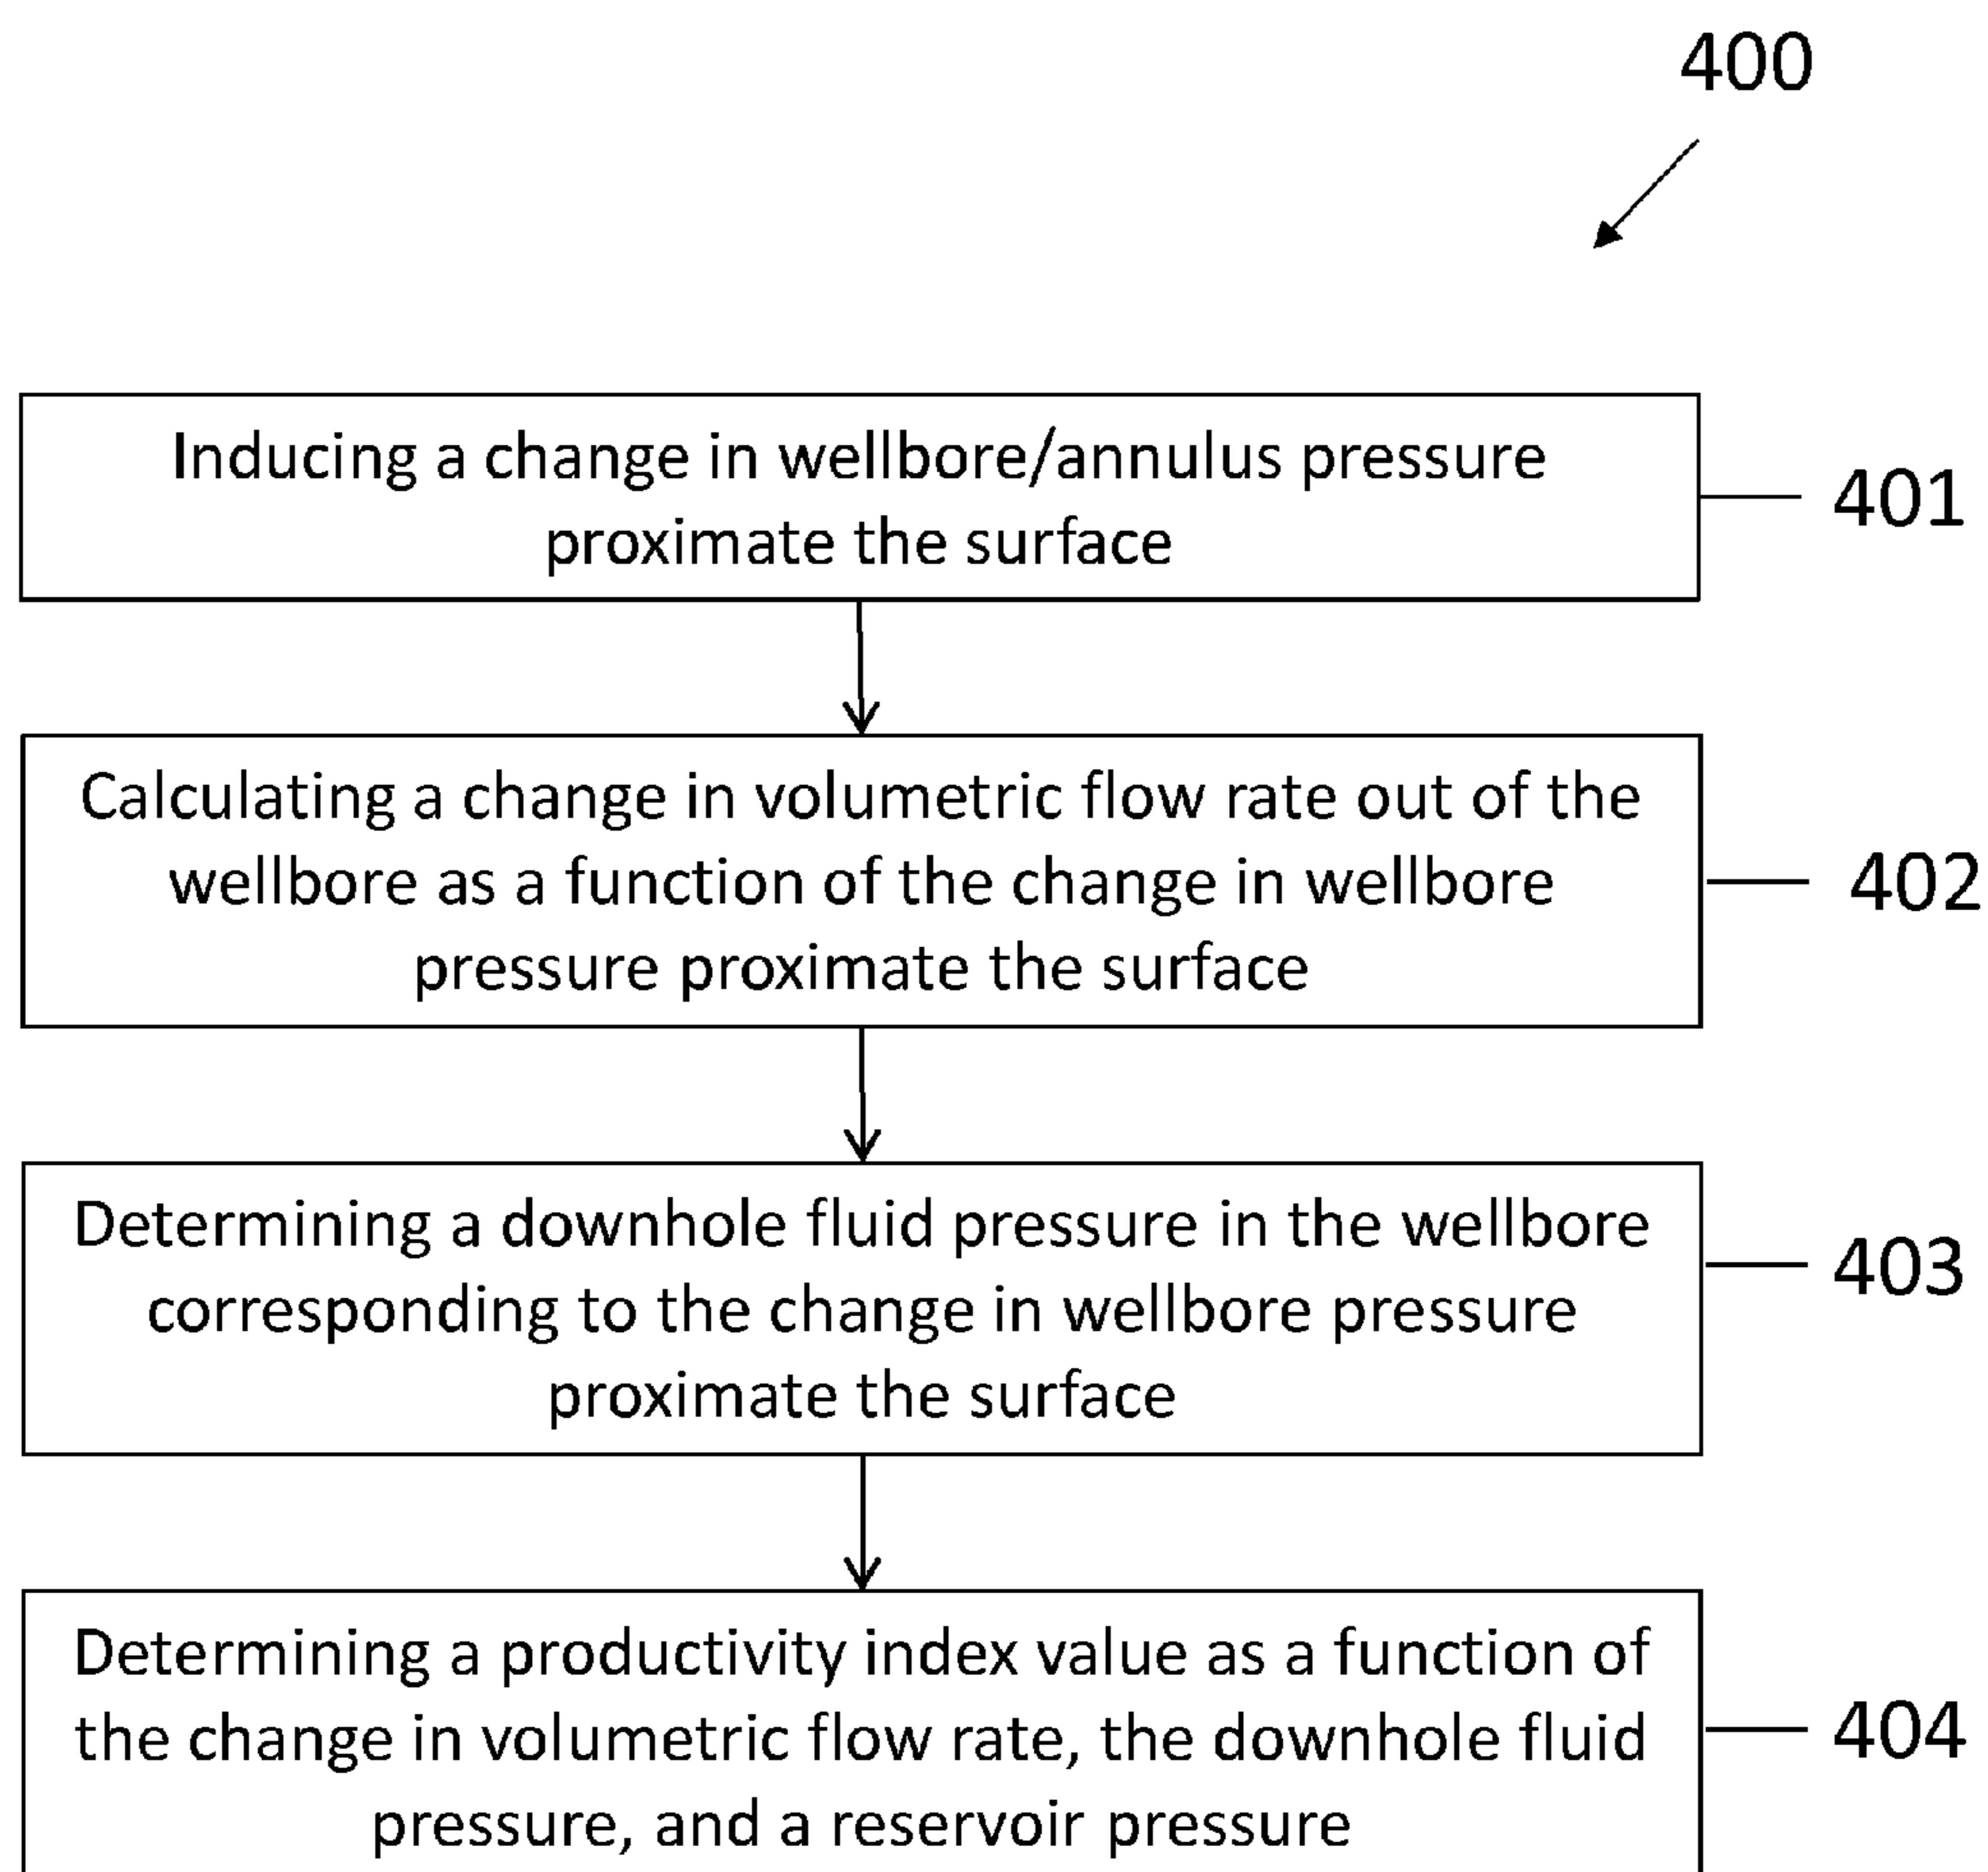 400
Inducing a change in wellbore/annulus pressure
proximate the surface
401
Calculating a change in volumetric flow rate out of the
wellbore as a function of the change in wellbore
pressure proximate the surface
402
Determining a downhole fluid pressure in the wellbore
corresponding to the change in wellbore pressure
proximate the surface
403
Determining a productivity index value as a function of
the change in volumetric flow rate, the downhole fluid
pressure, and a reservoir pressure
404